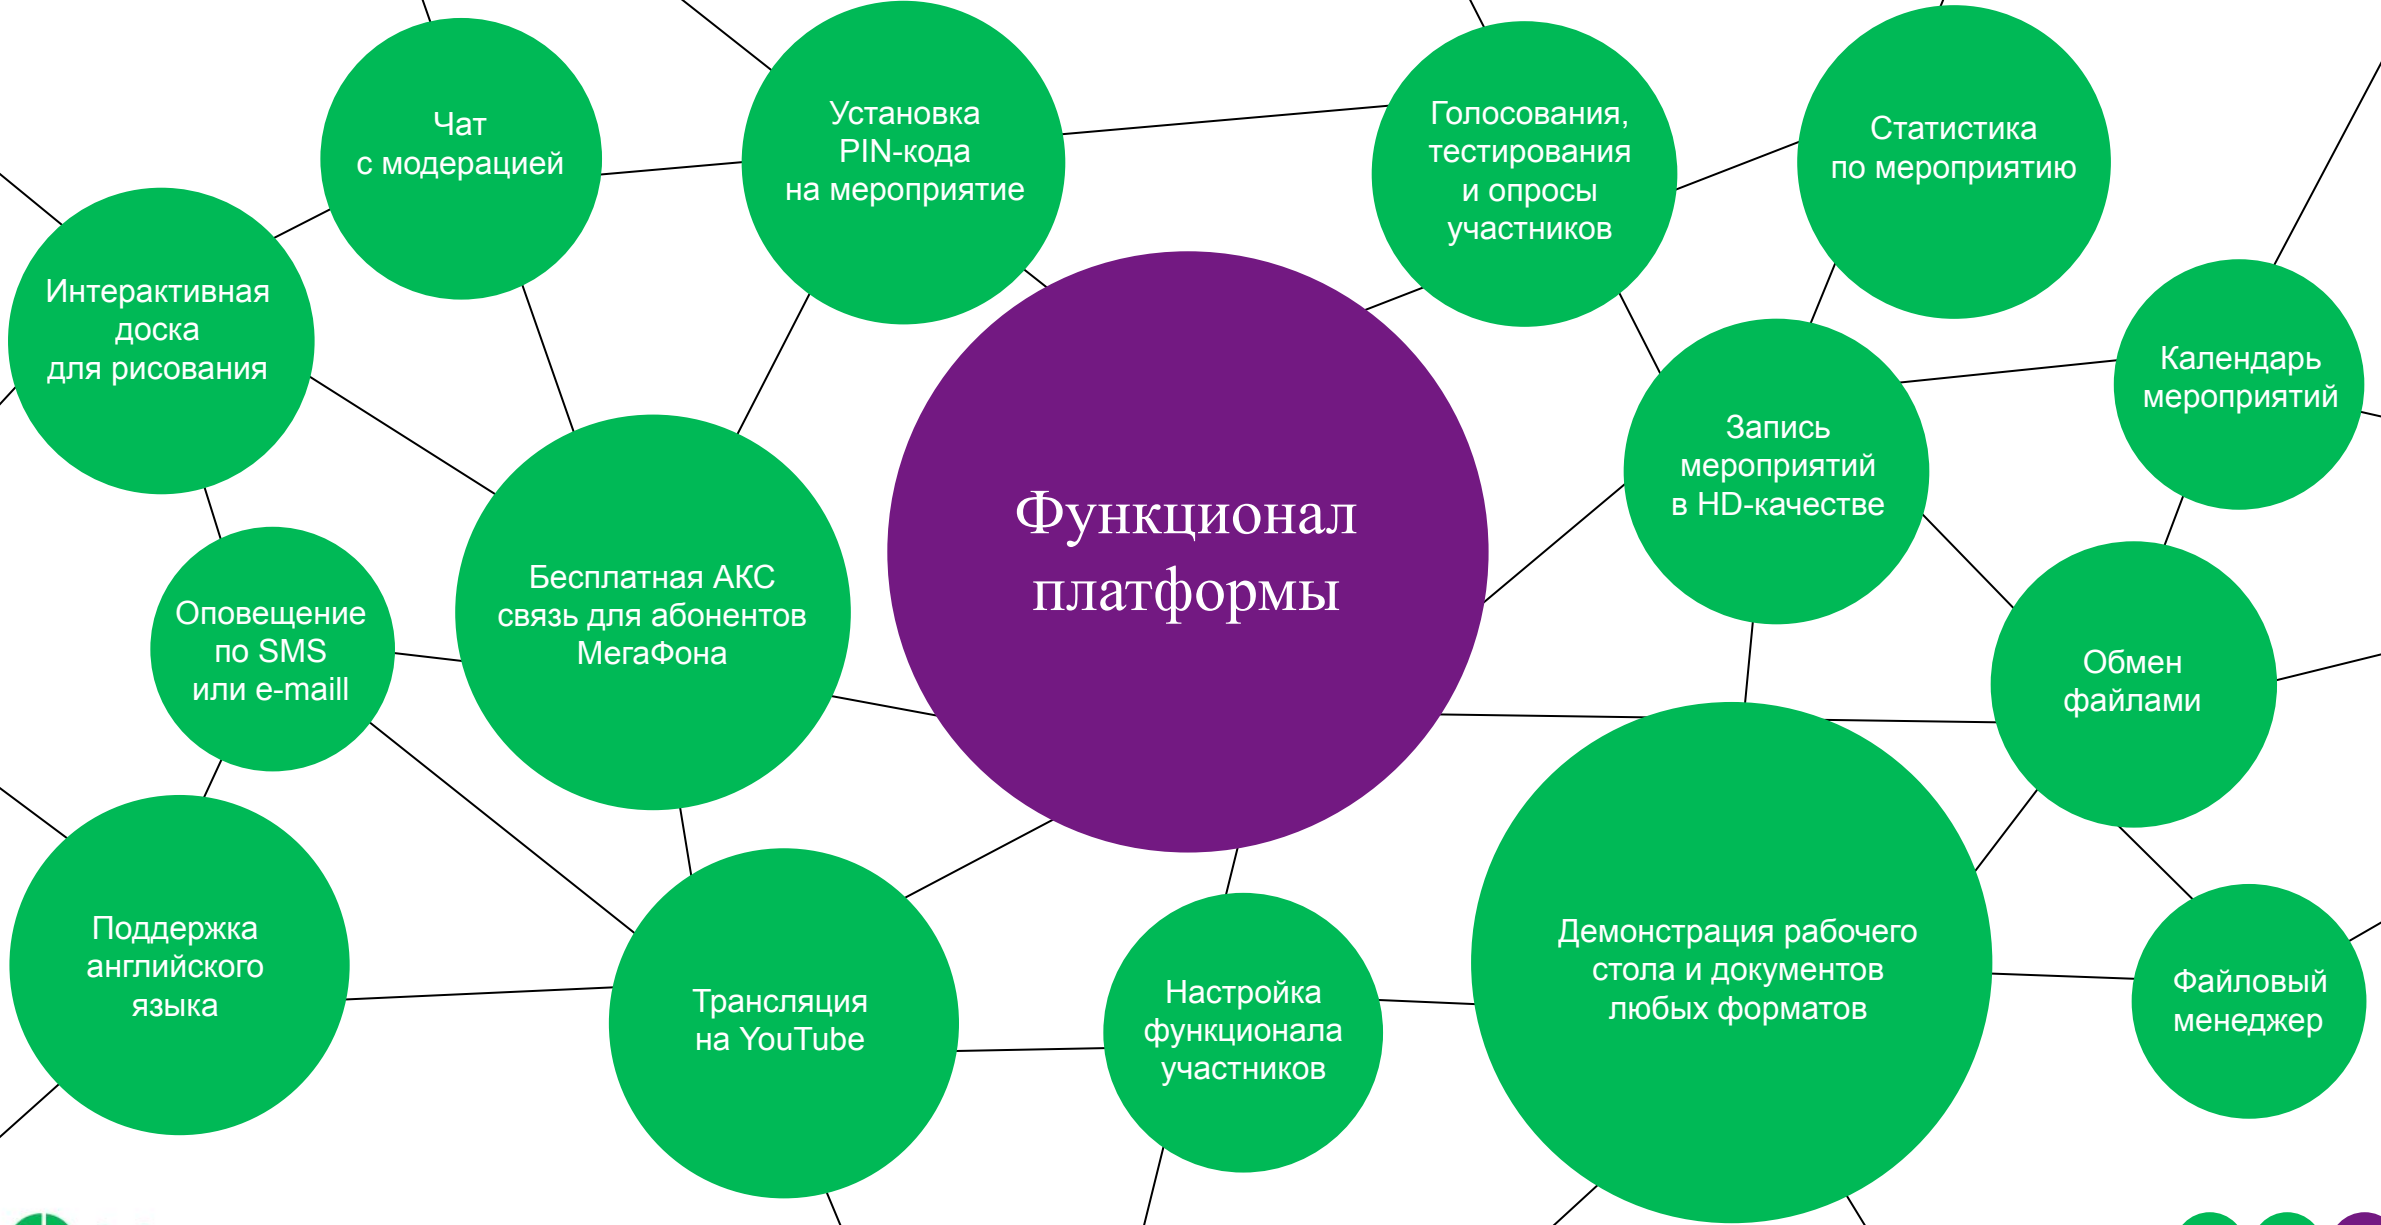 Чат
с модерацией
Установка
PIN-кода
на мероприятие
Голосования,
тестирования
и опросы
участников
Статистика
по мероприятию
Интерактивная
доска
для рисования
Календарь
мероприятий
Запись
мероприятий
в HD-качестве
Функционал
платформы
Бесплатная АКС
связь для абонентов
МегаФона
Оповещение
по SMS
или e-maill
Обмен
файлами
Поддержка
английского
языка
Трансляция
на YouTube
Настройка
функционала
участников
Демонстрация рабочего
стола и документов
любых форматов
Файловый
менеджер